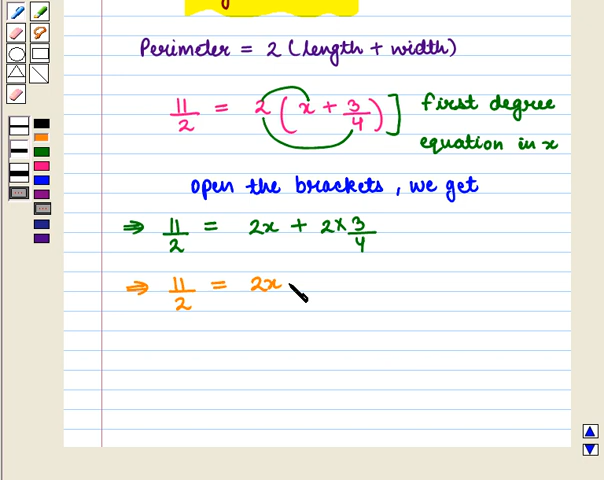 Perimeter = 2 (length + width)
11/2 = 2 (x + 3/4) ] first degree
equation in x
open the brackets, we get
⇒ 11/2 = 2x + 2 × 3/4
⇒ 11/2 = 2x